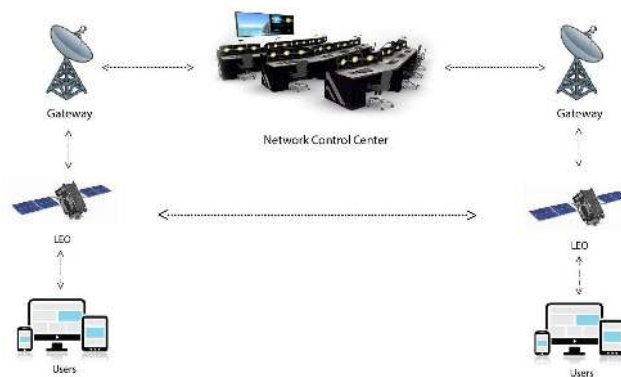 Gateway
Gateway
Network Control Center
LEO
LEO
Users
Users